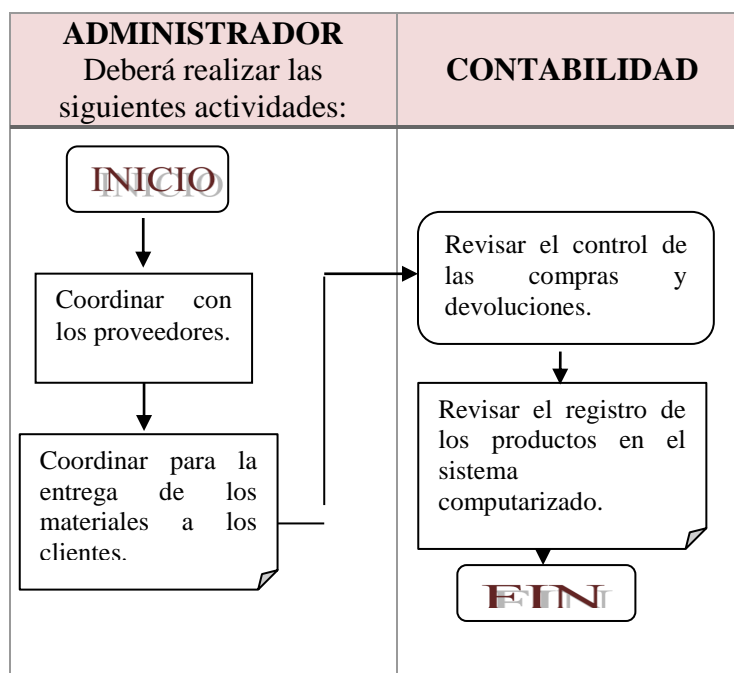 ADMINISTRADOR
Deberá realizar las
siguientes actividades:
CONTABILIDAD
INICIO
Coordinar con
los proveedores.
Coordinar para la
entrega de los
materiales a los
clientes.
Revisar el control de
las compras y
devoluciones.
Revisar el registro de
los productos en el
sistema
computarizado.
FIN